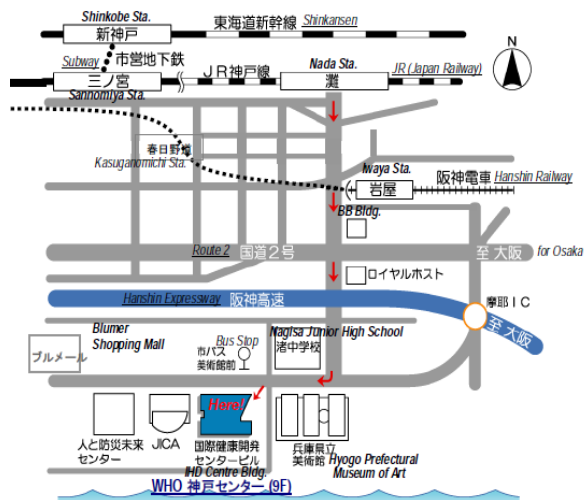 Shinkobe Sta.
新神戸
東海道新幹線 Shinkansen
N
Subway 市営地下鉄
三ノ宮
Sannomiya Sta.
JR神戸線
Nada Sta.
灘
JR (Japan Railway)
春日野道
Kasuganomichi Sta.
Iwaya Sta.
岩屋
阪神電車 Hanshin Railway
BB Bldg.
Route 2 国道2号
至 大阪
for Osaka
ロイヤルホスト
Hanshin Expressway 阪神高速
摩耶IC
至 大阪
Blumer
Shopping Mall
ブルメール
Bus Stop
市バス
美術館前
Nagisa Junior High School
渚中学校
人と防災未来
センター
JICA
Here!
国際健康開発
センタービル
IHD Centre Bldg.
WHO 神戸センター (9F)
兵庫県立
美術館
Hyogo Prefectural
Museum of Art